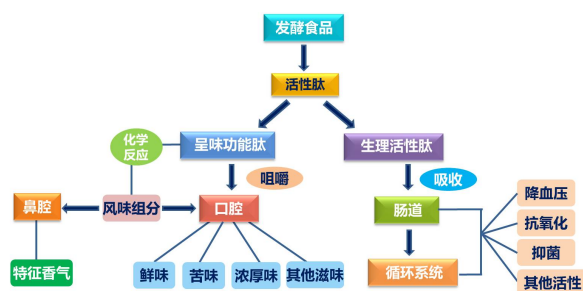 发酵食品
活性肽
化学
反应
呈味功能肽
生理活性肽
咀嚼
吸收
鼻腔
风味组分
口腔
肠道
降血压
抗氧化
抑菌
其他活性
特征香气
鲜味
苦味
浓厚味
其他滋味
循环系统